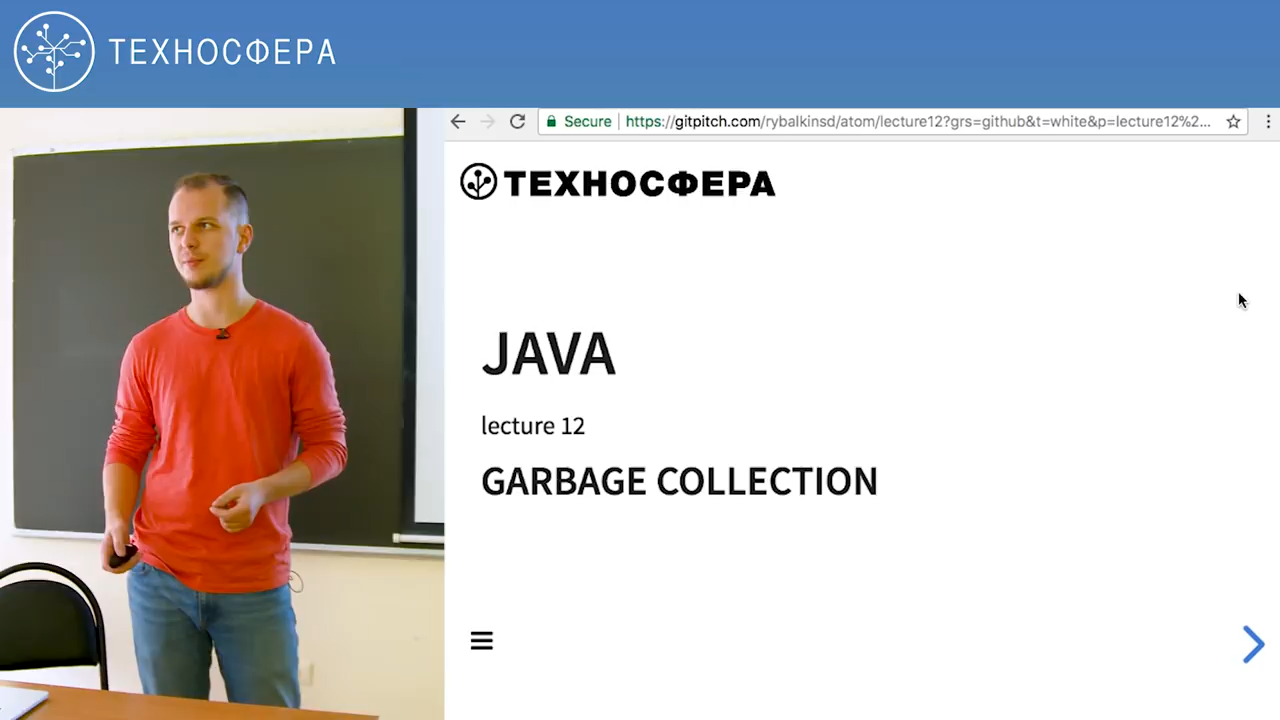 ТЕХНОСФЕРА
Secure https://gitpitch.com/rybalkinsd/atom/lecture12?grs=github&t=white&p=lecture12%2...
ТЕХНОСФЕРА
JAVA
lecture 12
GARBAGE COLLECTION